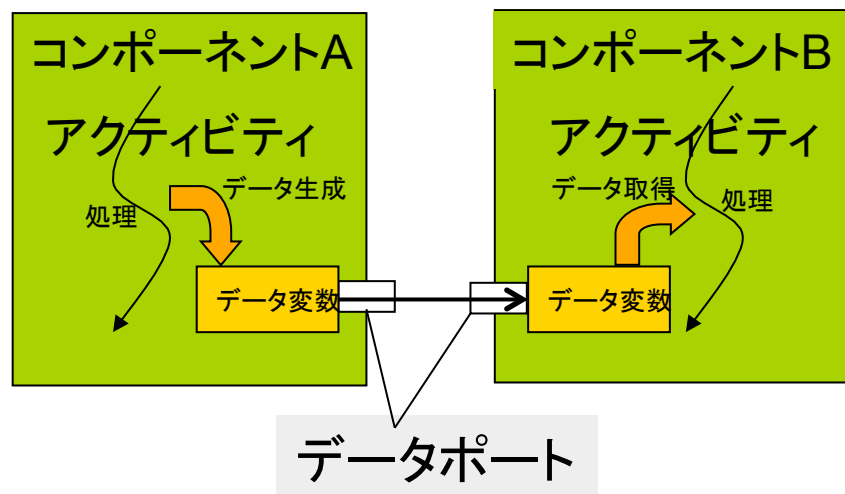 コンポーネントA
アクティビティ
データ生成
処理
データ変数
コンポーネントB
アクティビティ
データ取得
処理
データ変数
データポート